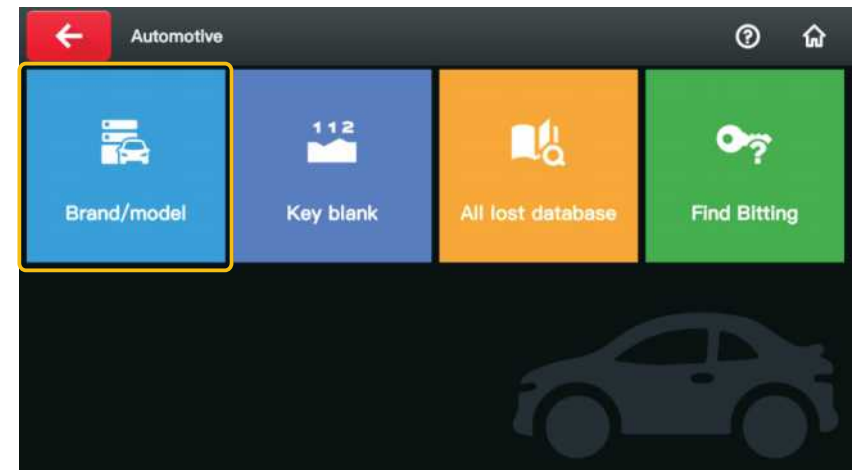 Automotive
112
Brand/model
Key blank
All lost database
Find Bitting